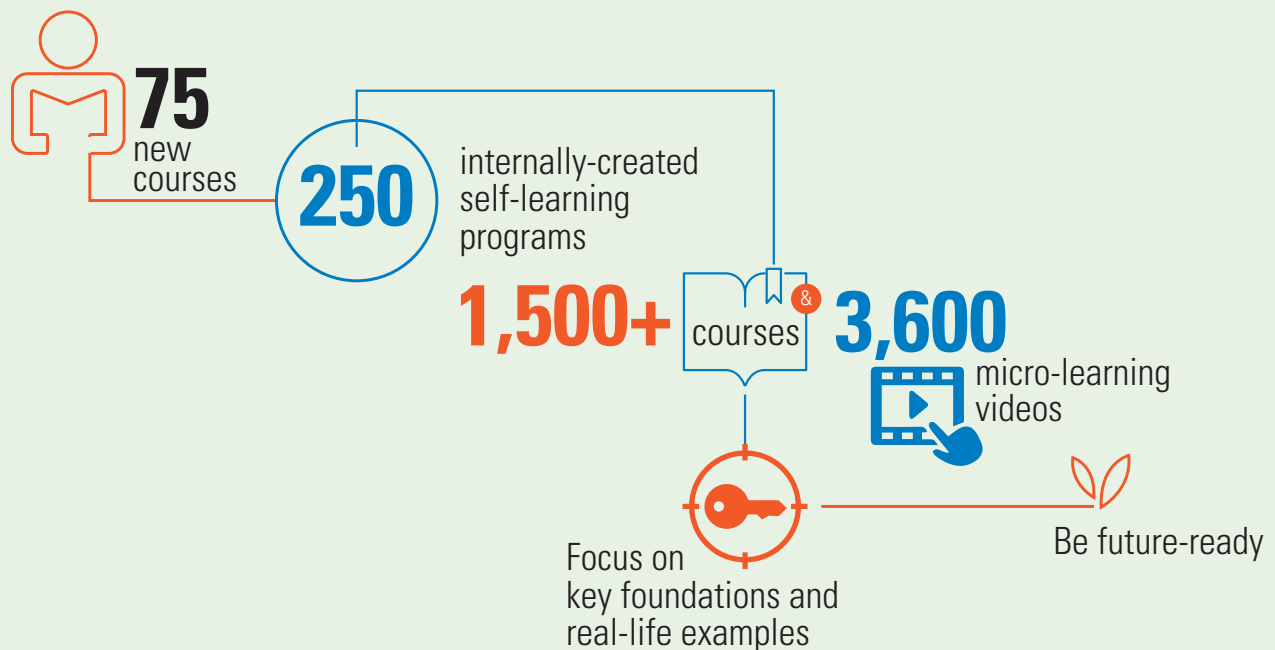 75
new
courses
250
internally-created
self-learning
programs
1,500+
courses
&
3,600
micro-learning
videos
Focus on
key foundations and
real-life examples
Be future-ready